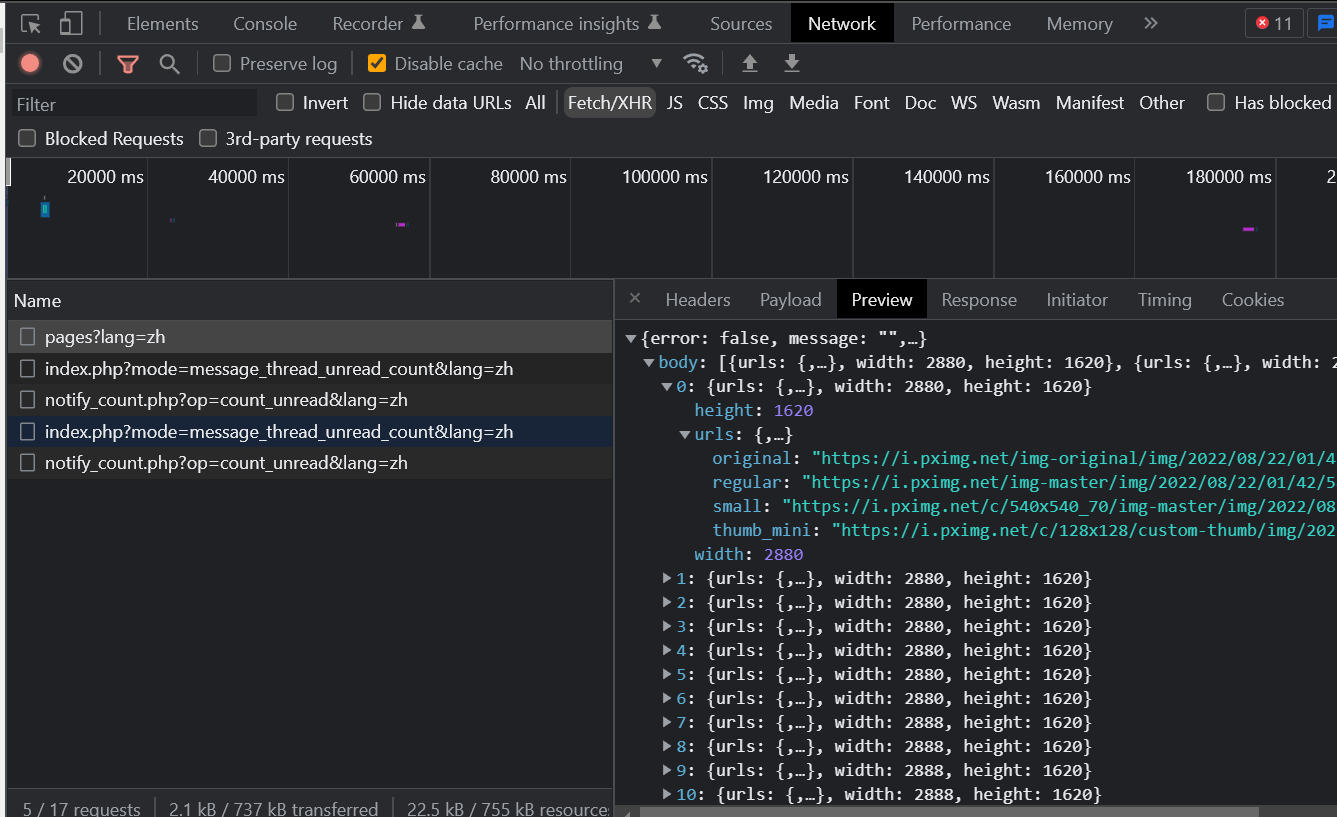 Elements Console Recorder Performance insights Sources Network Performance Memory 11
Preserve log Disable cache No throttling
Filter Invert Hide data URLs All Fetch/XHR JS CSS Img Media Font Doc WS Wasm Manifest Other Has blocked
Blocked Requests 3rd-party requests
20000 ms 40000 ms 60000 ms 80000 ms 100000 ms 120000 ms 140000 ms 160000 ms 180000 ms 2
Name
pages?lang=zh
index.php?mode=message_thread_unread_count&lang=zh
notify_count.php?op=count_unread&lang=zh
index.php?mode=message_thread_unread_count&lang=zh
notify_count.php?op=count_unread&lang=zh
5 / 17 requests 2.1 kB / 737 kB transferred 22.5 kB / 755 kB resources
Headers Payload Preview Response Initiator Timing Cookies
{error: false, message: "",…}
body: [{urls: {,…}, width: 2880, height: 1620}, {urls: {,…}, width: 2
0: {urls: {,…}, width: 2880, height: 1620}
height: 1620
urls: {,…}
original: "https://i.pximg.net/img-original/img/2022/08/22/01/4
regular: "https://i.pximg.net/img-master/img/2022/08/22/01/42/5
small: "https://i.pximg.net/c/540x540_70/img-master/img/2022/08
thumb_mini: "https://i.pximg.net/c/128x128/custom-thumb/img/202
width: 2880
1: {urls: {,…}, width: 2880, height: 1620}
2: {urls: {,…}, width: 2880, height: 1620}
3: {urls: {,…}, width: 2880, height: 1620}
4: {urls: {,…}, width: 2880, height: 1620}
5: {urls: {,…}, width: 2880, height: 1620}
6: {urls: {,…}, width: 2880, height: 1620}
7: {urls: {,…}, width: 2888, height: 1620}
8: {urls: {,…}, width: 2888, height: 1620}
9: {urls: {,…}, width: 2888, height: 1620}
10: {urls: {,…}, width: 2888, height: 1620}